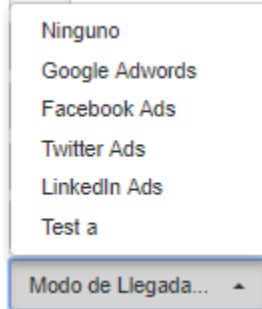 Ninguno
Google Adwords
Facebook Ads
Twitter Ads
LinkedIn Ads
Test a
Modo de Llegada...